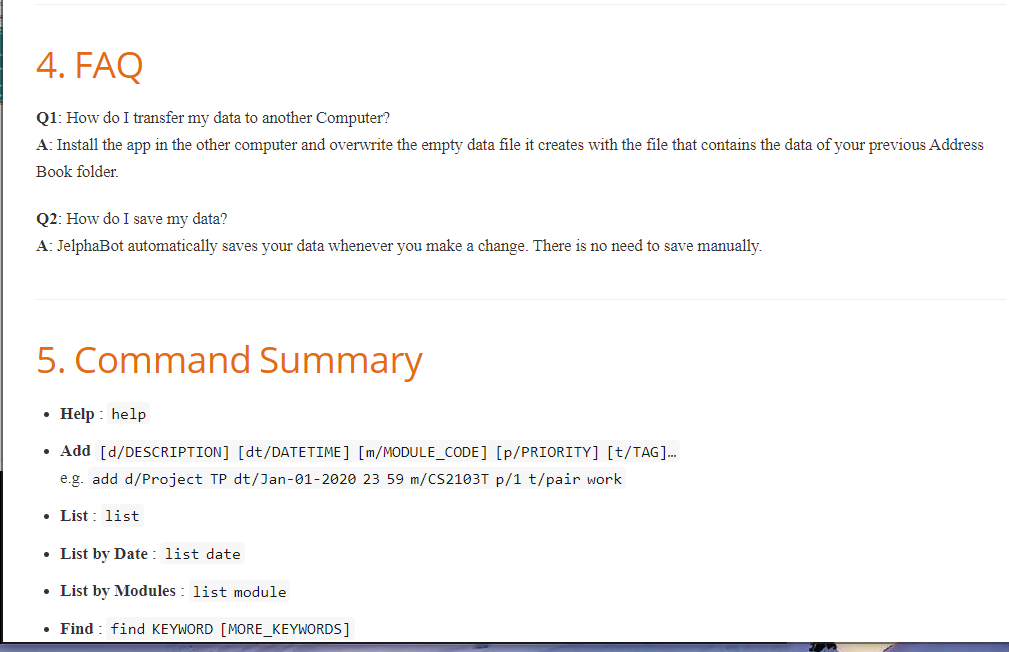 4. FAQ
Q1: How do I transfer my data to another Computer?
A: Install the app in the other computer and overwrite the empty data file it creates with the file that contains the data of your previous Address
Book folder.
Q2: How do I save my data?
A: JelphaBot automatically saves your data whenever you make a change. There is no need to save manually.
5. Command Summary
• Help : help
• Add [d/DESCRIPTION] [dt/DATETIME] [m/MODULE_CODE] [p/PRIORITY] [t/TAG]…
e.g. add d/Project TP dt/Jan-01-2020 23 59 m/CS2103T p/1 t/pair work
• List : list
• List by Date : list date
• List by Modules : list module
• Find : find KEYWORD [MORE_KEYWORDS]